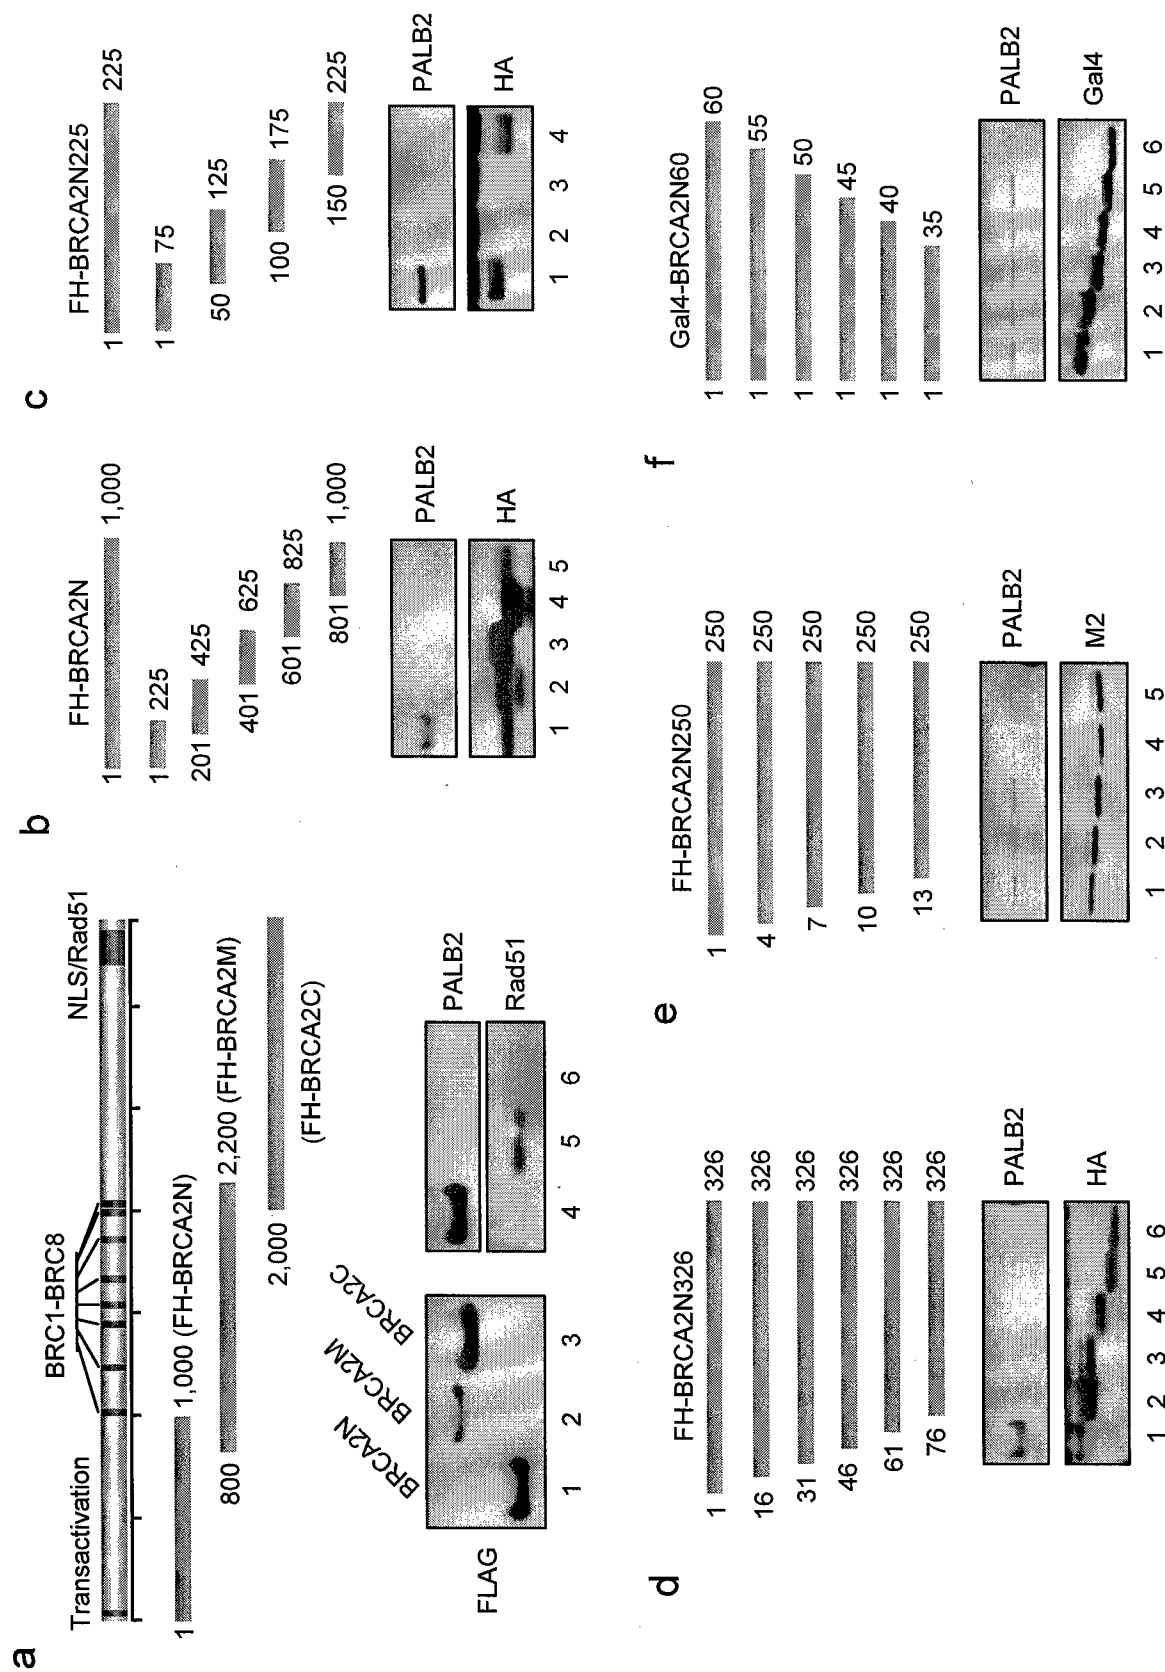 a
Transactivation
BRC1-BRC8
NLS/Rad51
1
1,000 (FH-BRCA2N)
800
2,200 (FH-BRCA2M)
2,000
(FH-BRCA2C)
BRCA2N
BRCA2M
BRCA2C
FLAG
PALB2
Rad51
1 2 3 4 5 6
b
FH-BRCA2N
1 1,000
1 225
201 425
401 625
601 825
801 1,000
PALB2
HA
1 2 3 4 5
c
FH-BRCA2N225
1 225
1 75
50 125
100 175
150 225
PALB2
HA
1 2 3 4
d
FH-BRCA2N326
1 326
16 326
31 326
46 326
61 326
76 326
PALB2
HA
1 2 3 4 5 6
e
FH-BRCA2N250
1 250
4 250
7 250
10 250
13 250
PALB2
M2
1 2 3 4 5
f
Gal4-BRCA2N60
1 60
1 55
1 50
1 45
1 40
1 35
PALB2
Gal4
1 2 3 4 5 6